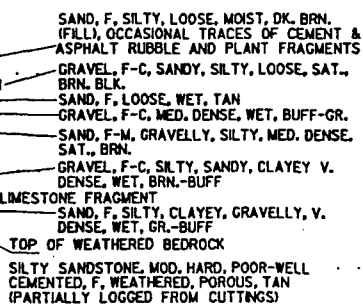 SAND, F, SILTY, LOOSE, MOIST, DK. BRN.
(FILL), OCCASIONAL TRACES OF CEMENT &
ASPHALT RUBBLE AND PLANT FRAGMENTS
GRAVEL, F-C, SANDY, SILTY, LOOSE, SAT.,
BRN. BLK.
SAND, F, LOOSE, WET, TAN
GRAVEL, F-C, MED. DENSE, WET, BUFF-GR.
SAND, F-M, GRAVELLY, SILTY, MED. DENSE,
SAT., BRN.
GRAVEL, F-C, SILTY, SANDY, CLAYEY V.
DENSE, WET, BRN.-BUFF
LIMESTONE FRAGMENT
SAND, F, SILTY, CLAYEY, GRAVELLY, V.
DENSE, WET, GR.-BUFF
TOP OF WEATHERED BEDROCK
SILTY SANDSTONE, MOD. HARD, POOR-WELL
CEMENTED, F, WEATHERED, POROUS, TAN
(PARTIALLY LOGGED FROM CUTTINGS)